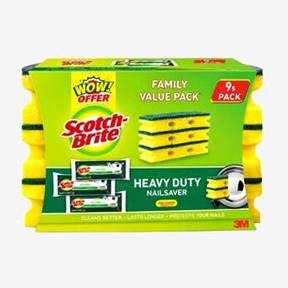 WOW!
OFFER
FAMILY
VALUE PACK
9s
PACK
Scotch-
Brite
HEAVY DUTY
NAILSAVER
CLEANS BETTER • LASTS LONGER • PROTECTS YOUR NAILS
3M